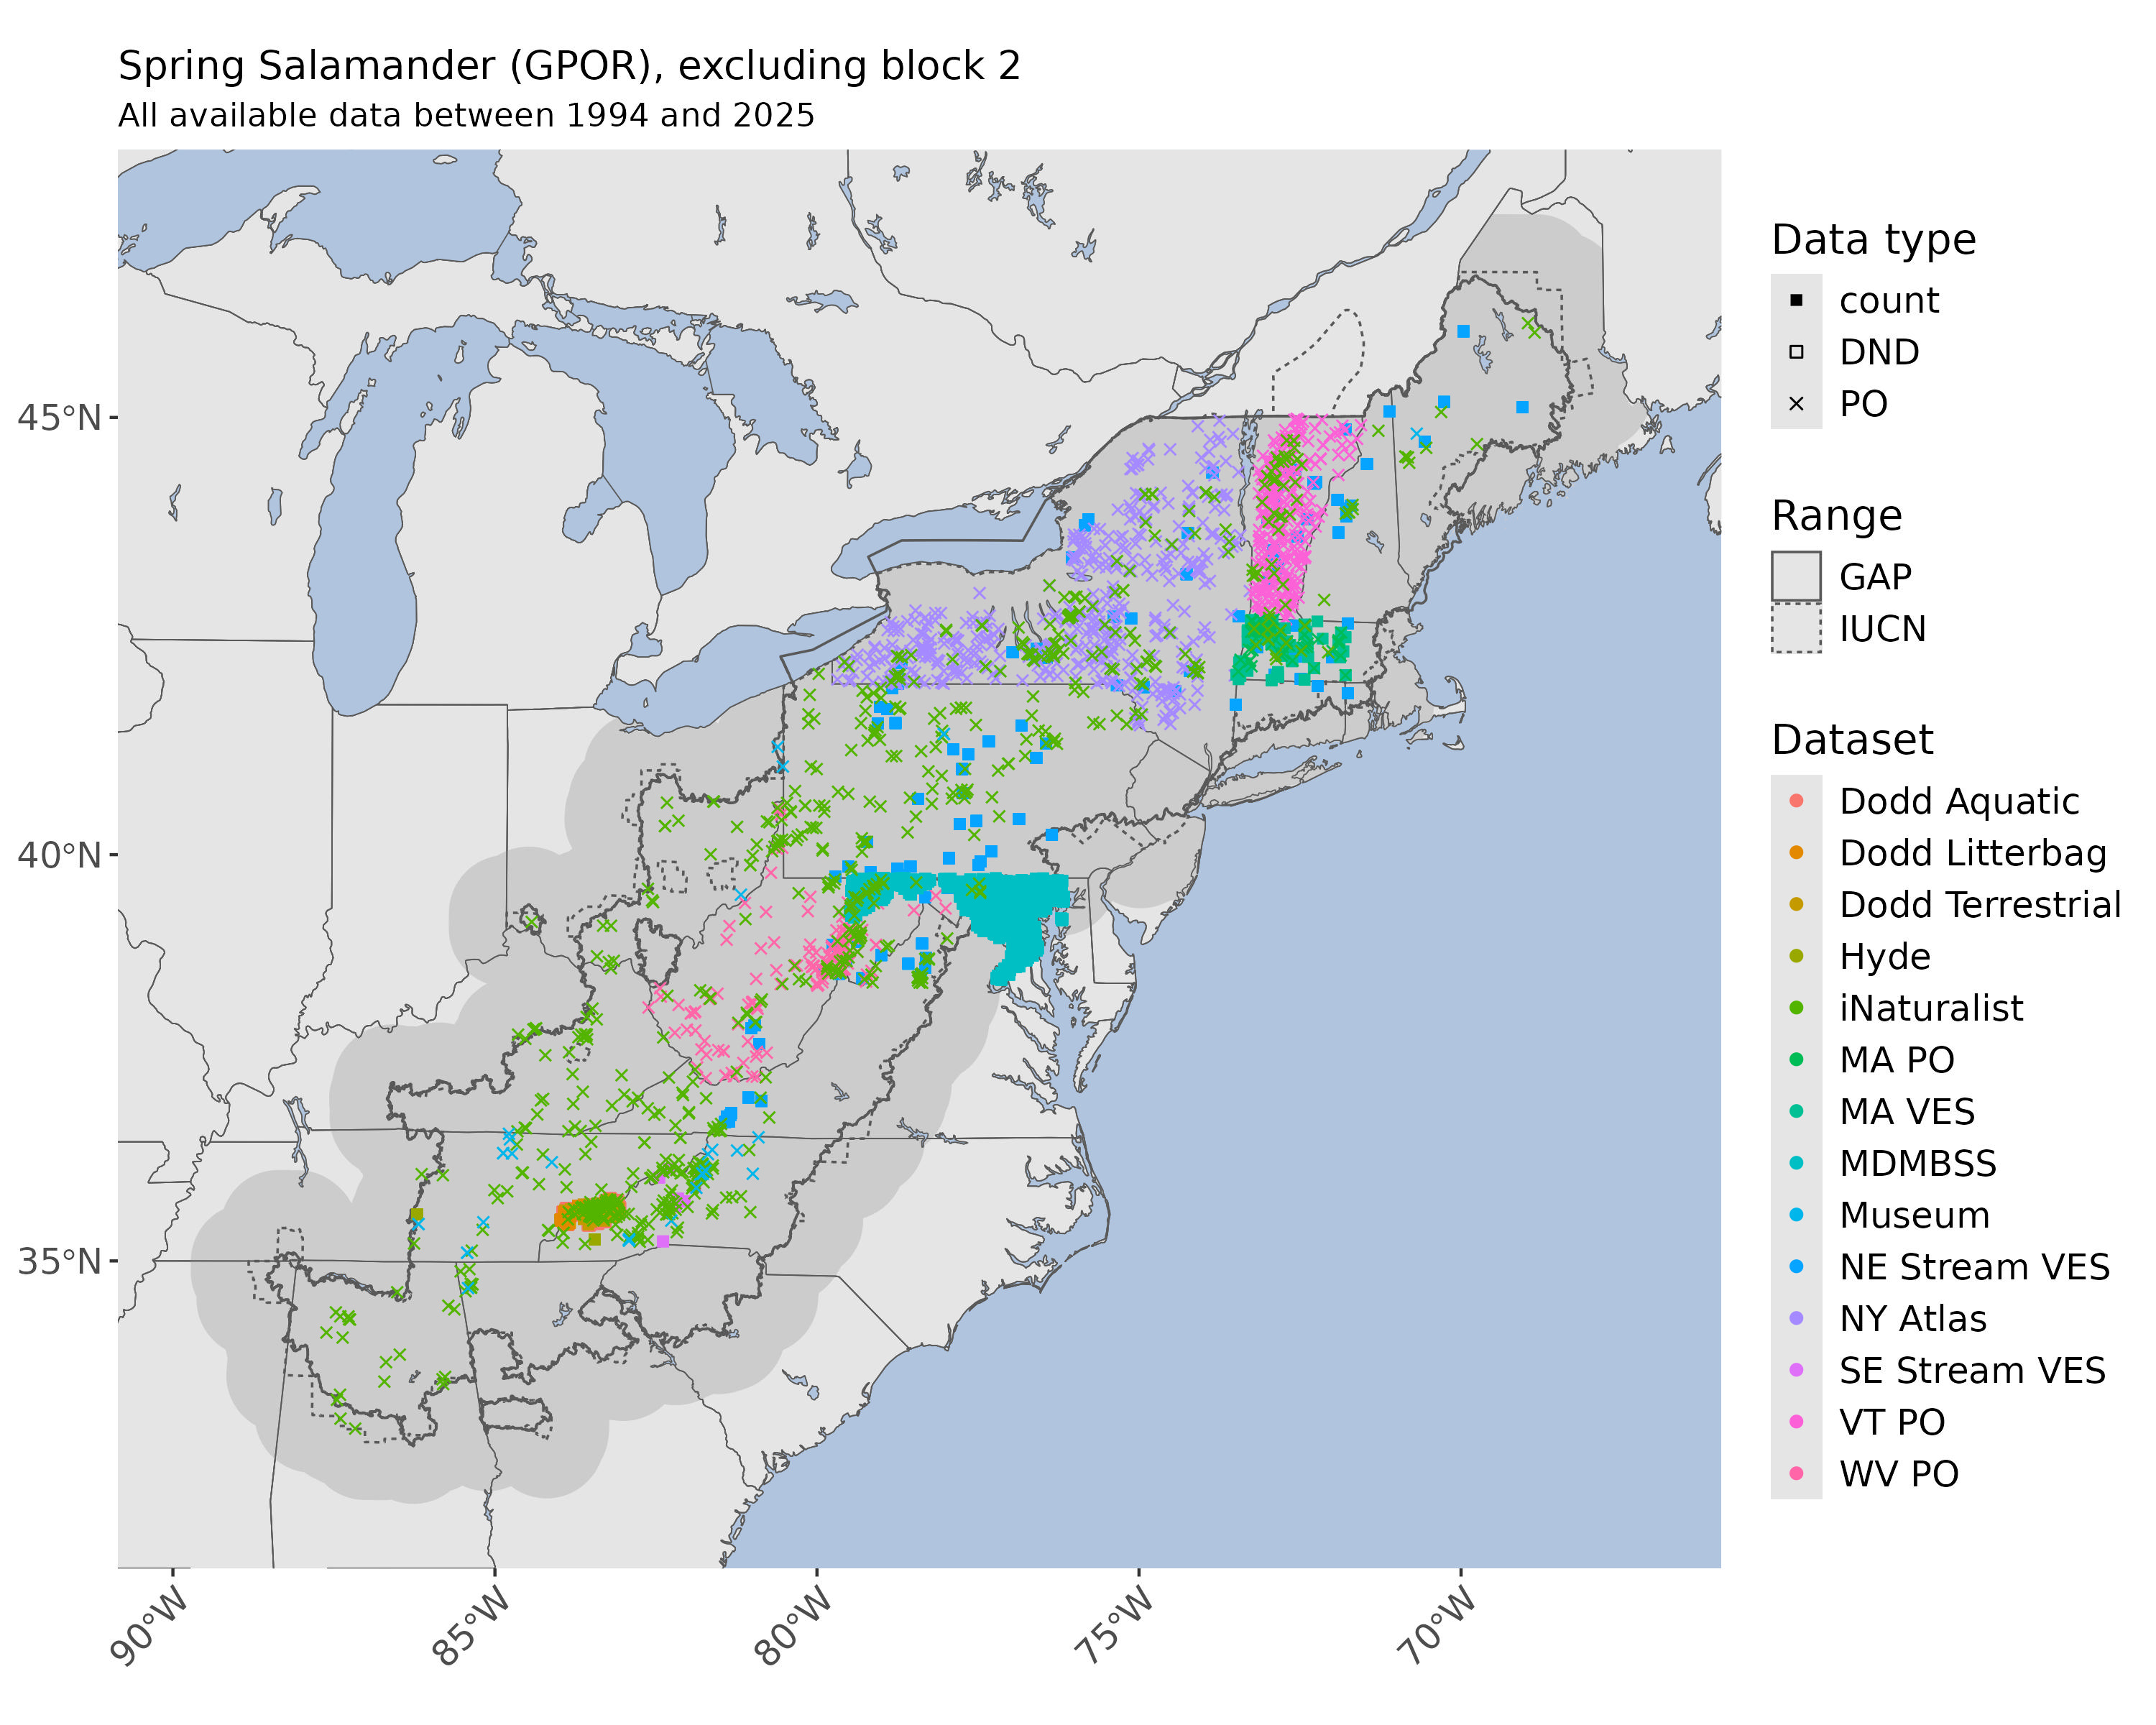 Spring Salamander (GPOR), excluding block 2
All available data between 1994 and 2025
45°N
40°N
35°N
90°W
85°W
80°W
75°W
70°W
Data type
count
DND
PO
Range
GAP
IUCN
Dataset
Dodd Aquatic
Dodd Litterbag
Dodd Terrestrial
Hyde
iNaturalist
MA PO
MA VES
MDMBSS
Museum
NE Stream VES
NY Atlas
SE Stream VES
VT PO
WV PO